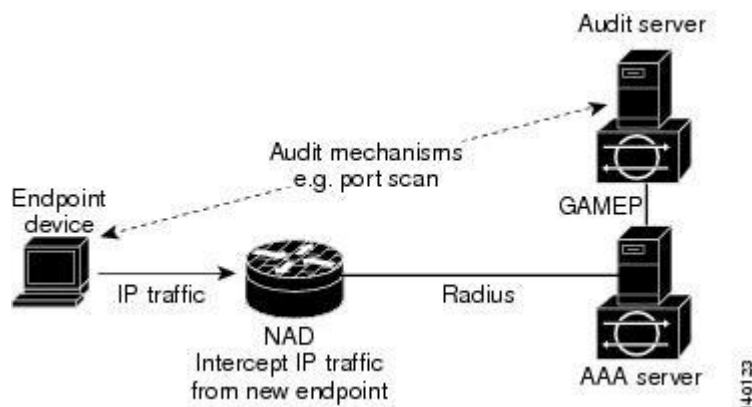 Audit server
Audit mechanisms
e.g. port scan
Endpoint
device
GAMEP
IP traffic
Radius
NAD
Intercept IP traffic
from new endpoint
AAA server